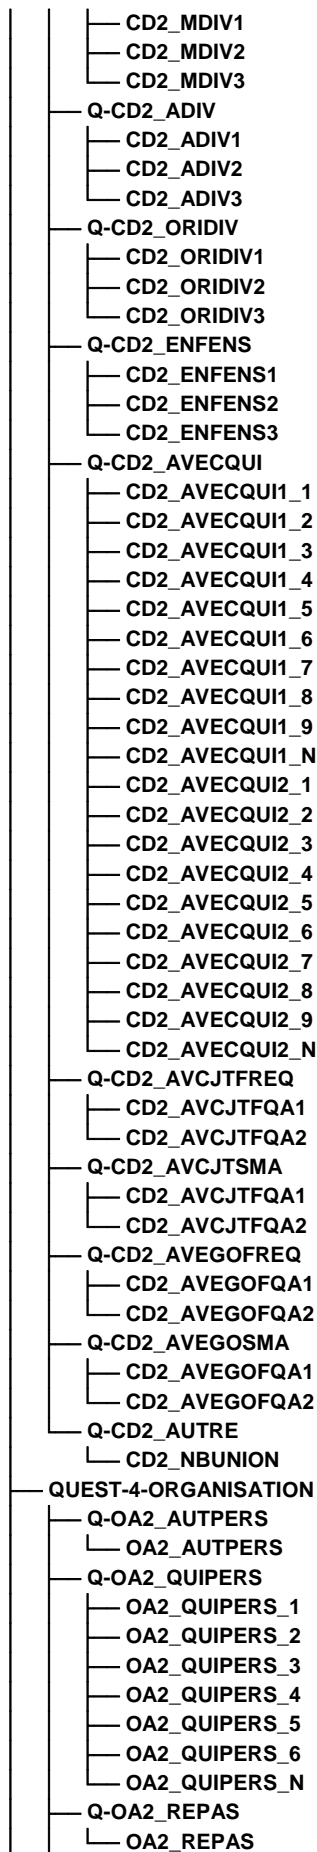 CD2_MDIV1
CD2_MDIV2
CD2_MDIV3
Q-CD2_ADIV
CD2_ADIV1
CD2_ADIV2
CD2_ADIV3
Q-CD2_ORIDIV
CD2_ORIDIV1
CD2_ORIDIV2
CD2_ORIDIV3
Q-CD2_ENFENS
CD2_ENFENS1
CD2_ENFENS2
CD2_ENFENS3
Q-CD2_AVECQUI
CD2_AVECQUI1_1
CD2_AVECQUI1_2
CD2_AVECQUI1_3
CD2_AVECQUI1_4
CD2_AVECQUI1_5
CD2_AVECQUI1_6
CD2_AVECQUI1_7
CD2_AVECQUI1_8
CD2_AVECQUI1_9
CD2_AVECQUI1_N
CD2_AVECQUI2_1
CD2_AVECQUI2_2
CD2_AVECQUI2_3
CD2_AVECQUI2_4
CD2_AVECQUI2_5
CD2_AVECQUI2_6
CD2_AVECQUI2_7
CD2_AVECQUI2_8
CD2_AVECQUI2_9
CD2_AVECQUI2_N
Q-CD2_AVCJTFREQ
CD2_AVCJTFQA1
CD2_AVCJTFQA2
Q-CD2_AVCJTSMA
CD2_AVCJTFQA1
CD2_AVCJTFQA2
Q-CD2_AVEGOFREQ
CD2_AVEGOFQA1
CD2_AVEGOFQA2
Q-CD2_AVEGOSMA
CD2_AVEGOFQA1
CD2_AVEGOFQA2
Q-CD2_AUTRE
CD2_NBUNION
QUEST-4-ORGANISATION
Q-OA2_AUTPERS
OA2_AUTPERS
Q-OA2_QUIPERS
OA2_QUIPERS_1
OA2_QUIPERS_2
OA2_QUIPERS_3
OA2_QUIPERS_4
OA2_QUIPERS_5
OA2_QUIPERS_6
OA2_QUIPERS_N
Q-OA2_REPAS
OA2_REPAS